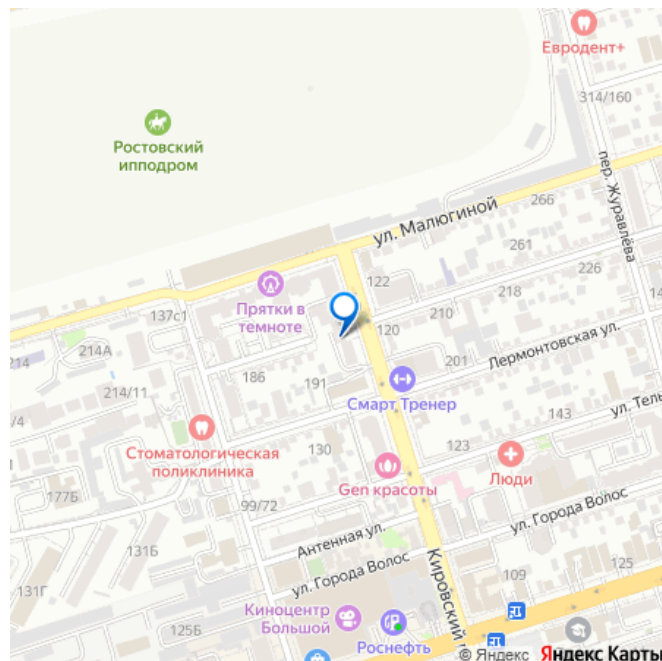 Евродент+
314/160
Ростовский
ипподром
пер. Журавлёва
ул. Малюгиной
266
261
226
122
218
Прятки в
темноте
137с1
210
120
214
214А
Лермонтовская ул.
201
186
191
214/11
Смарт Тренер
ул. Тель
143
/4
Стоматологическая
поликлиника
130
123
Gen красоты
Люди
177Б
99/72
ул. Города Волос
Антенная ул.
131Б
ул. Города Волос
131Г
109
125
Кировский п
Киноцентр
Большой
125Б
Роснефть
© Яндекс Яндекс Карты